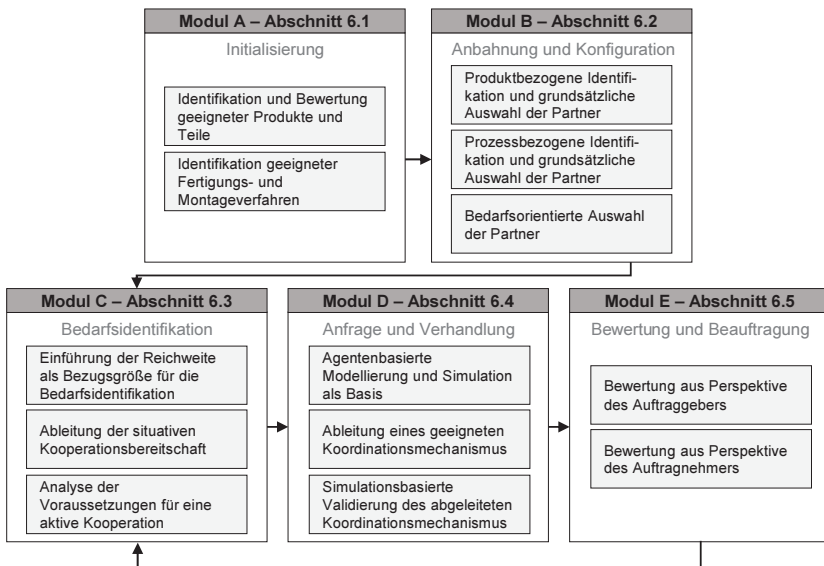 Modul A – Abschnitt 6.1
Initialisierung
Identifikation und Bewertung
geeigneter Produkte und
Teile
Identifikation geeigneter
Fertigungs- und
Montageverfahren
Modul B – Abschnitt 6.2
Anbahnung und Konfiguration
Produktbezogene Identifi-
kation und grundsätzliche
Auswahl der Partner
Prozessbezogene Identifi-
kation und grundsätzliche
Auswahl der Partner
Bedarfsorientierte Auswahl
der Partner
Modul C – Abschnitt 6.3
Bedarfsidentifikation
Einführung der Reichweite
als Bezugsgröße für die
Bedarfsidentifikation
Ableitung der situativen
Kooperationsbereitschaft
Analyse der
Voraussetzungen für eine
aktive Kooperation
Modul D – Abschnitt 6.4
Anfrage und Verhandlung
Agentenbasierte
Modellierung und Simulation
als Basis
Ableitung eines geeigneten
Koordinationsmechanismus
Simulationsbasierte
Validierung des abgeleiteten
Koordinationsmechanismus
Modul E – Abschnitt 6.5
Bewertung und Beauftragung
Bewertung aus Perspektive
des Auftraggebers
Bewertung aus Perspektive
des Auftragnehmers